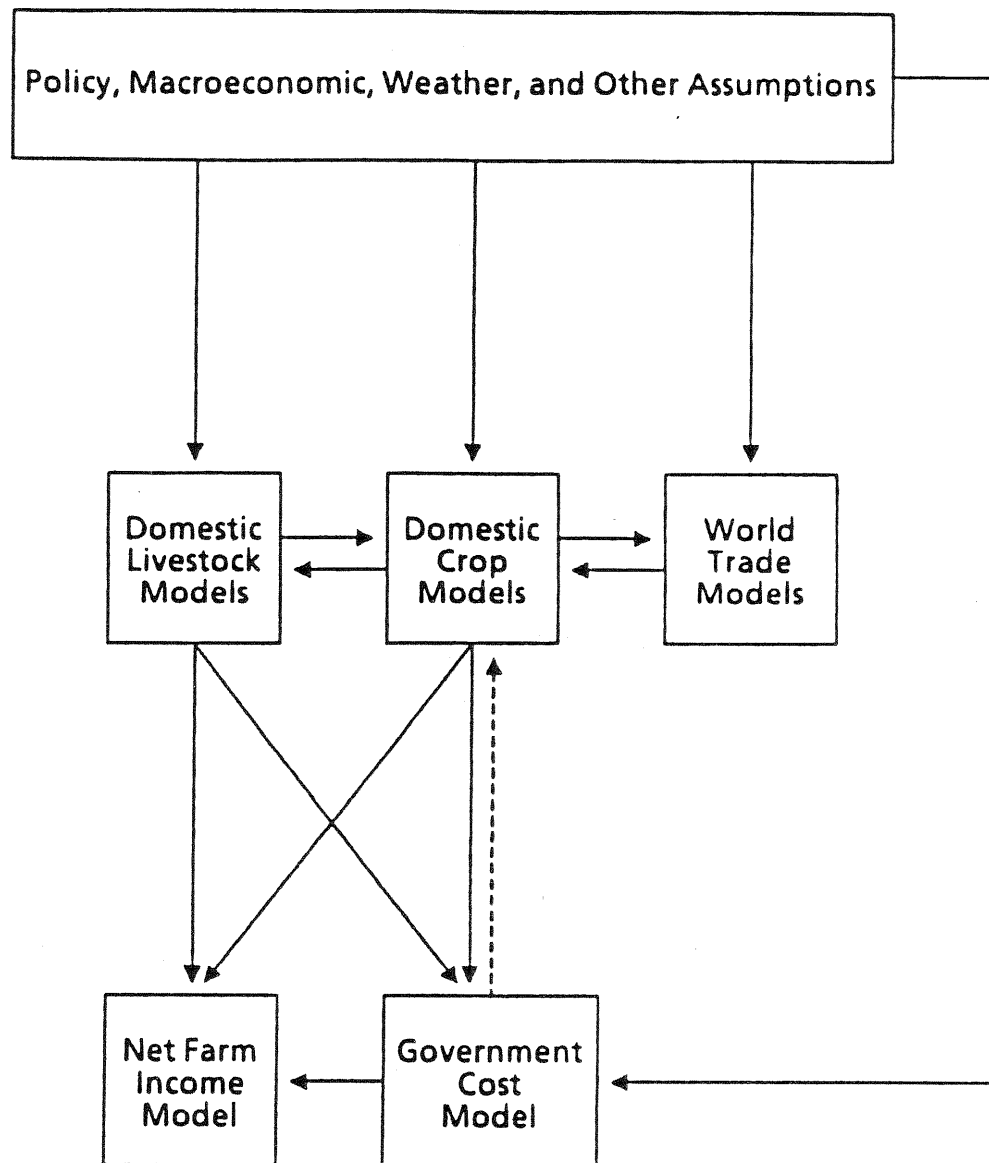 Policy, Macroeconomic, Weather, and Other Assumptions
Domestic
Livestock
Models
Domestic
Crop
Models
World
Trade
Models
Net Farm
Income
Model
Government
Cost
Model